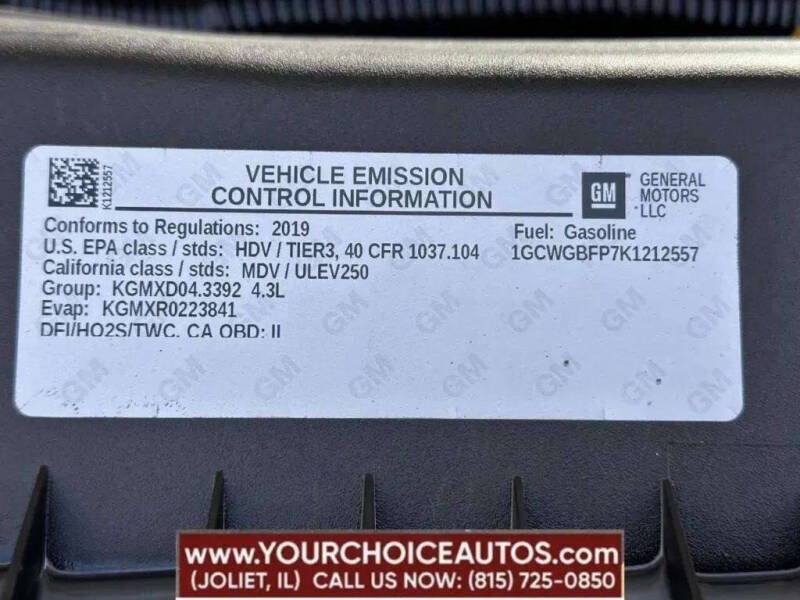 K1212557
VEHICLE EMISSION
CONTROL INFORMATION
GM
GENERAL
MOTORS
LLC
Conforms to Regulations: 2019
Fuel: Gasoline
U.S. EPA class / stds: HDV / TIER3, 40 CFR 1037.104
1GCWGBFP7K1212557
California class / stds: MDV / ULEV250
Group: KGMXD04.3392 4.3L
Evap: KGMXR0223841
DFI/HO2S/TWC, CA OBD: II
www.YOURCHOICEAUTOS.com
(JOLIET, IL) CALL US NOW: (815) 725-0850